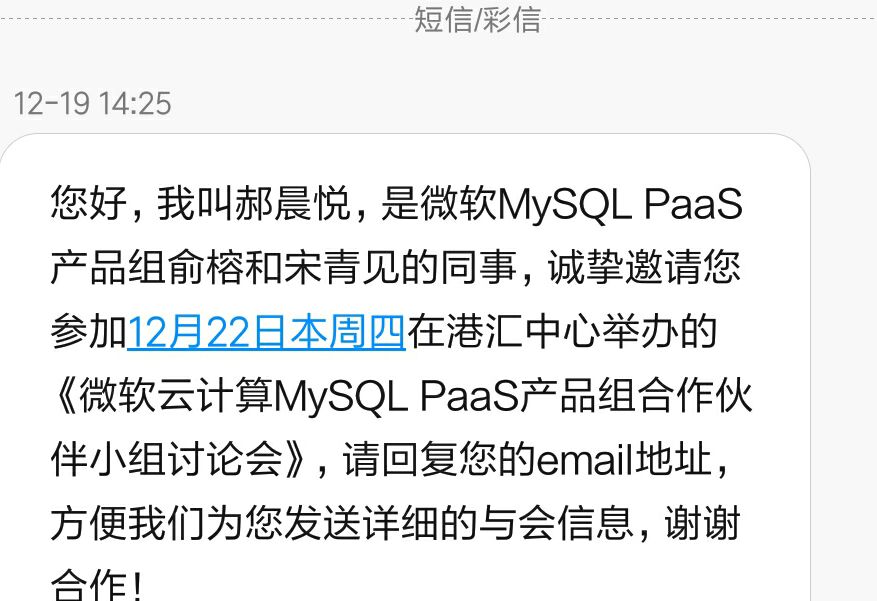 短信/彩信
12-19 14:25
您好，我叫郝晨悦，是微软MySQL PaaS
产品组俞榕和宋青见的同事，诚挚邀请您
参加12月22日本周四在港汇中心举办的
《微软云计算MySQL PaaS产品组合作伙
伴小组讨论会》，请回复您的email地址，
方便我们为您发送详细的与会信息，谢谢
合作！